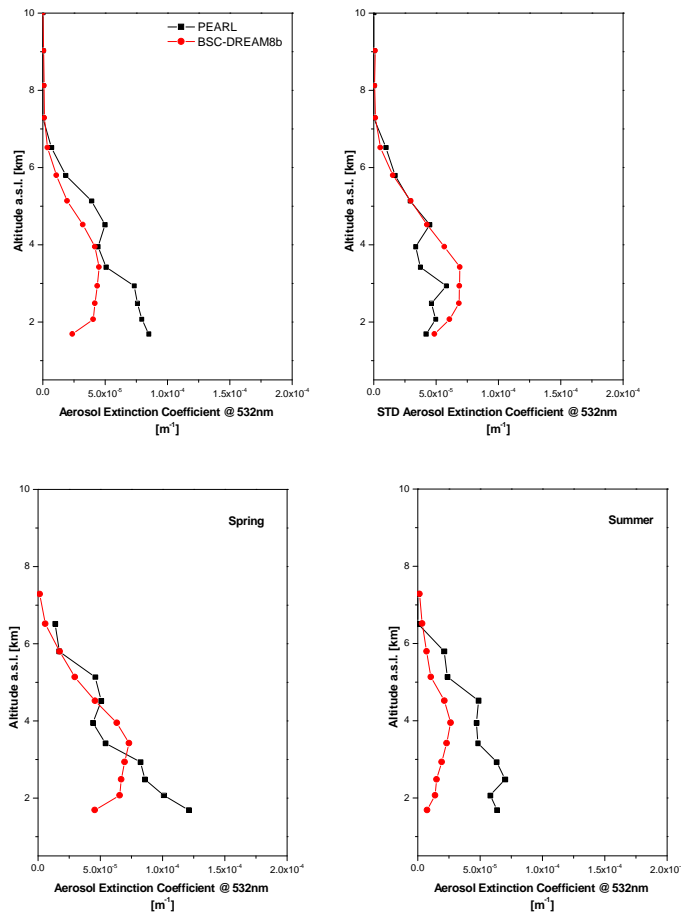 PEARL
BSC-DREAM8b
10
8
6
4
2
Altitude a.s.l. [km]
0.0
5.0x10⁻⁵
1.0x10⁻⁴
1.5x10⁻⁴
2.0x10⁻⁴
Aerosol Extinction Coefficient @ 532nm
[m⁻¹]
10
8
6
4
2
Altitude a.s.l. [km]
0.0
5.0x10⁻⁵
1.0x10⁻⁴
1.5x10⁻⁴
2.0x10⁻⁴
STD Aerosol Extinction Coefficient @ 532nm
[m⁻¹]
Spring
10
8
6
4
2
Altitude a.s.l. [km]
0.0
5.0x10⁻⁵
1.0x10⁻⁴
1.5x10⁻⁴
2.0x10⁻⁴
Aerosol Extinction Coefficient @ 532nm
[m⁻¹]
Summer
10
8
6
4
2
Altitude a.s.l. [km]
0.0
5.0x10⁻⁵
1.0x10⁻⁴
1.5x10⁻⁴
2.0x10⁻
Aerosol Extinction Coefficient @ 532nm
[m⁻¹]